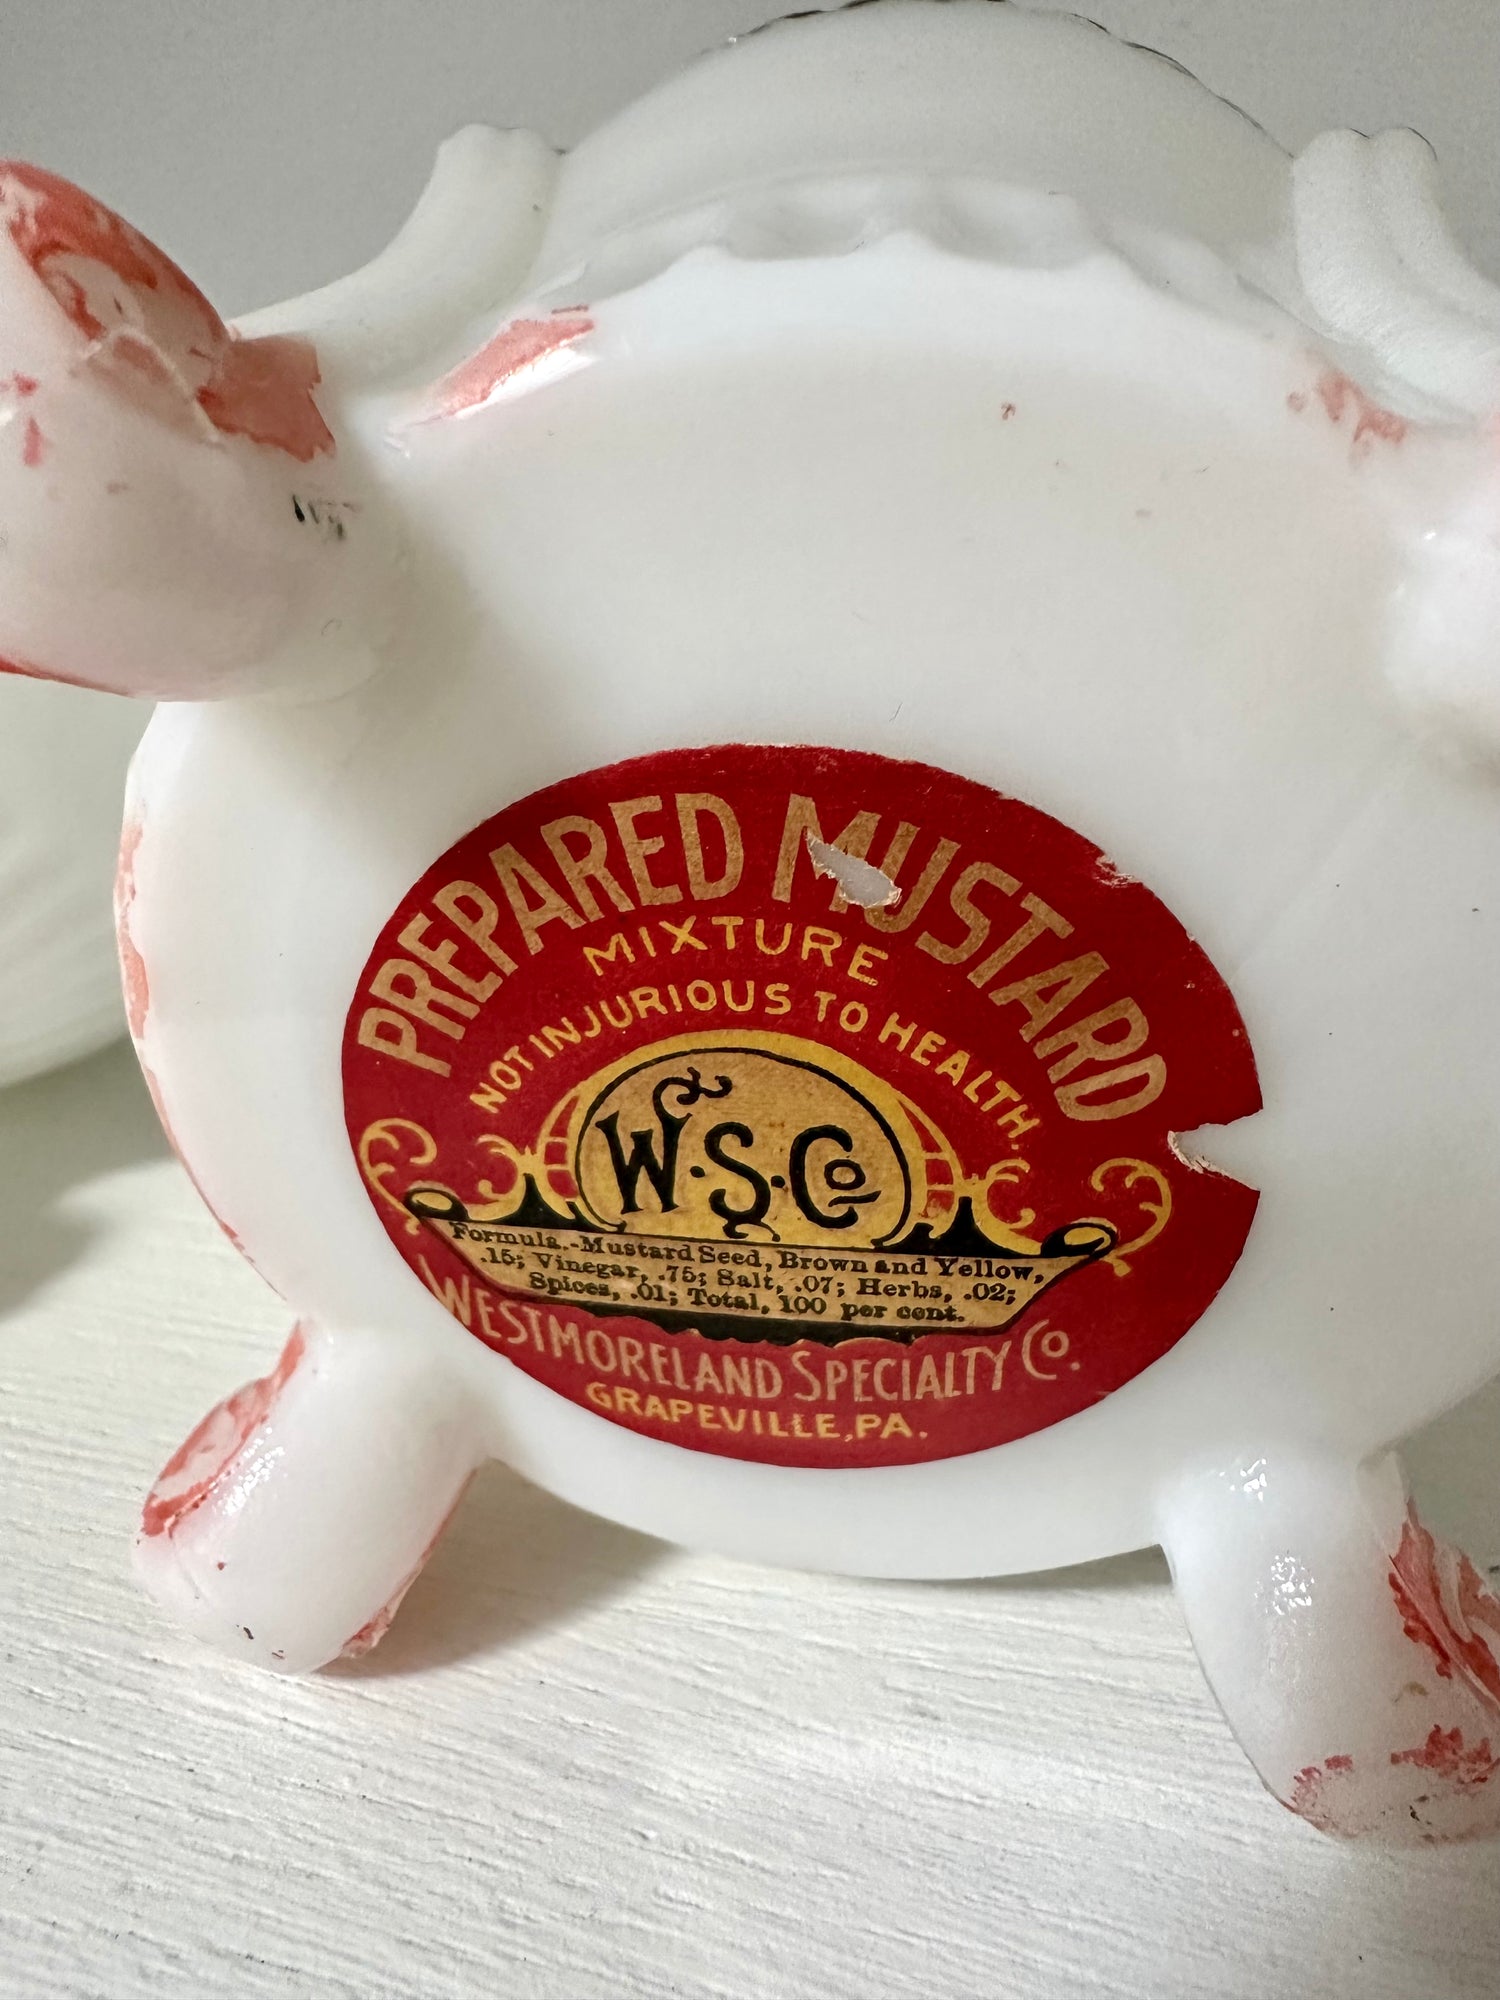 PREPARED MUSTARD
MIXTURE
NOT INJURIOUS TO HEALTH.
W.S.Co
Formula.-Mustard Seed, Brown and Yellow,
.15; Vinegar, .75; Salt, .07; Herbs, .02;
Spices, .01; Total, 100 per cent.
WESTMORELAND SPECIALTY CO.
GRAPEVILLE, PA.